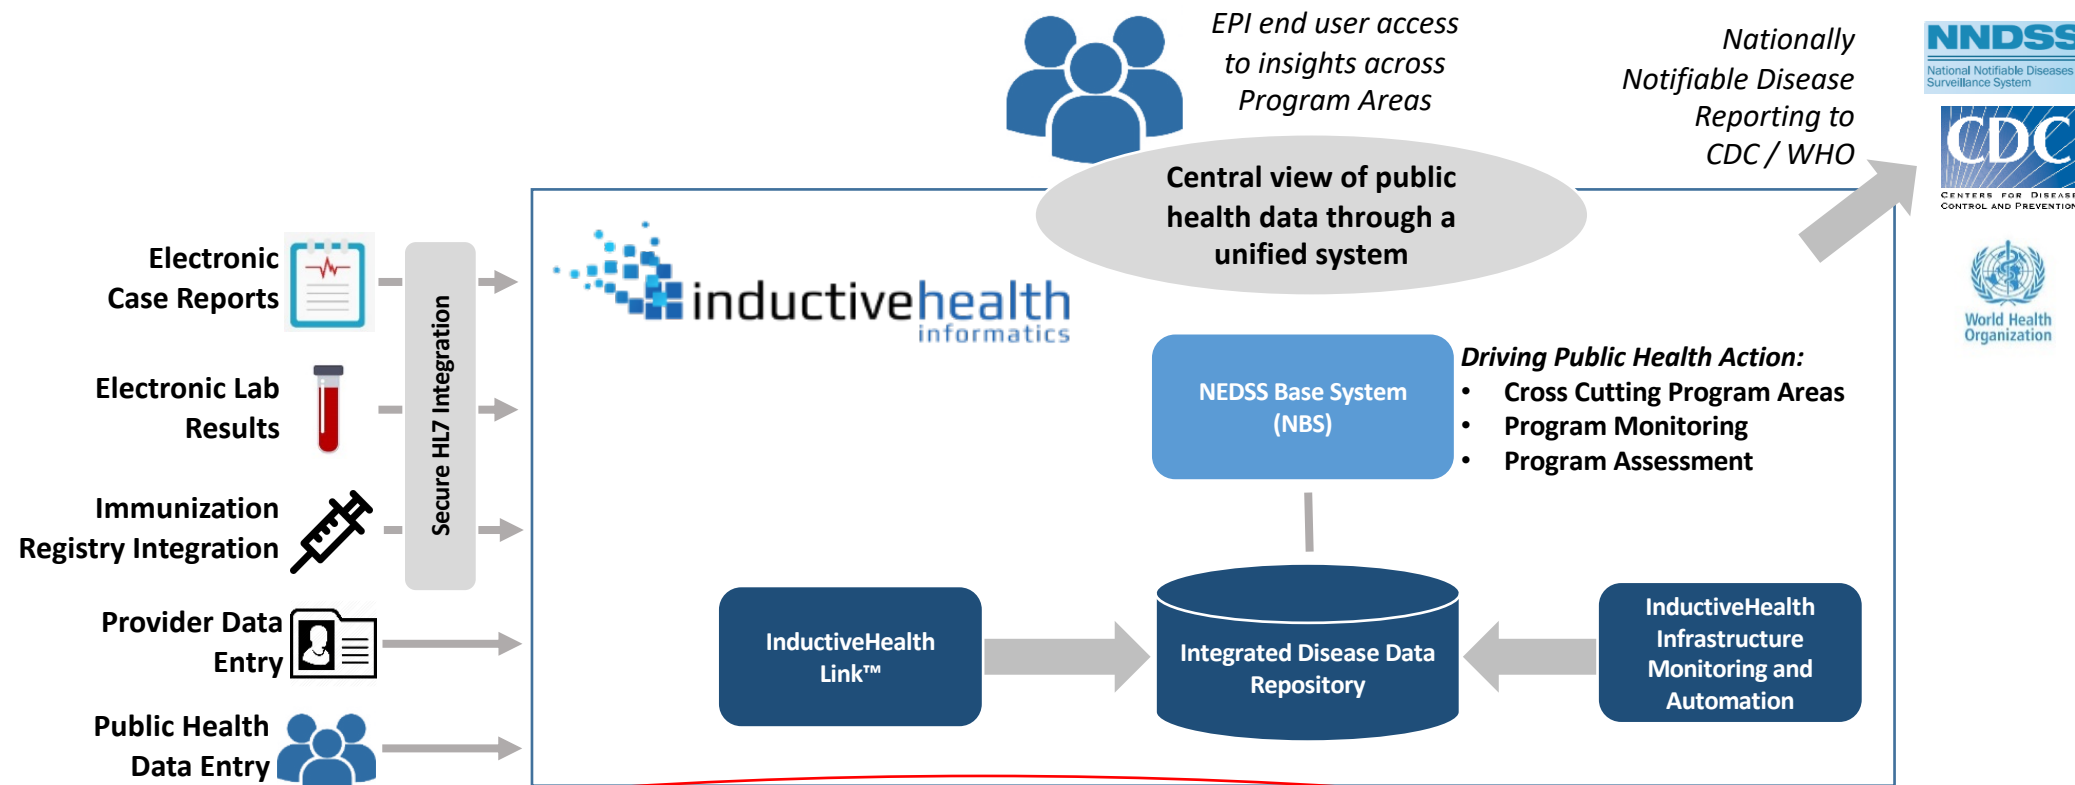 EPI end user access
to insights across
Program Areas
Nationally
Notifiable Disease
Reporting to
CDC / WHO
NNDSS
National Notifiable Diseases
Surveillance System
CDC
CENTERS FOR DISEASE
CONTROL AND PREVENTION
World Health
Organization
Central view of public
health data through a
unified system
Electronic
Case Reports
Electronic Lab
Results
Immunization
Registry Integration
Provider Data
Entry
Public Health
Data Entry
Secure HL7 Integration
inductivehealth
informatics
NEDSS Base System
(NBS)
Driving Public Health Action:
• Cross Cutting Program Areas
• Program Monitoring
• Program Assessment
InductiveHealth
Link™
Integrated Disease Data
Repository
InductiveHealth
Infrastructure
Monitoring and
Automation